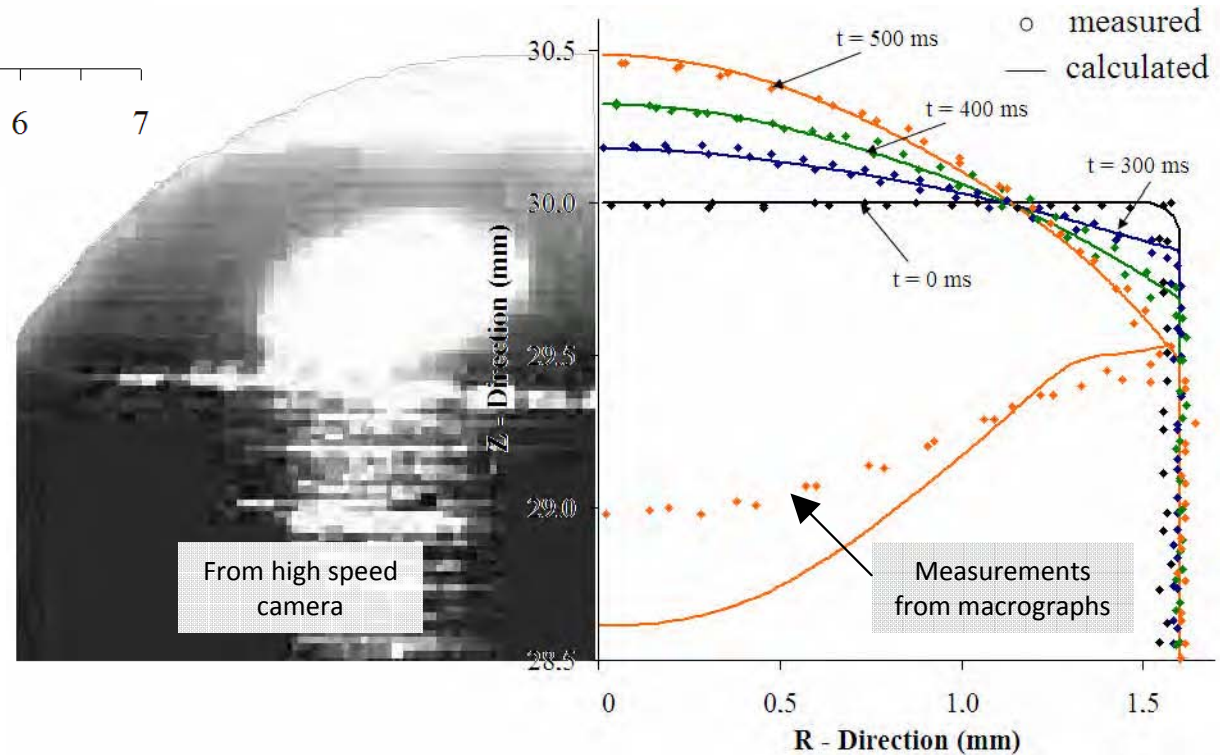 6 7
measured
calculated
t = 500 ms
t = 400 ms
t = 300 ms
t = 0 ms
30.5
30.0
29.5
29.0
28.5
Z - Direction (mm)
From high speed
camera
Measurements
from macrographs
0 0.5 1.0 1.5
R - Direction (mm)